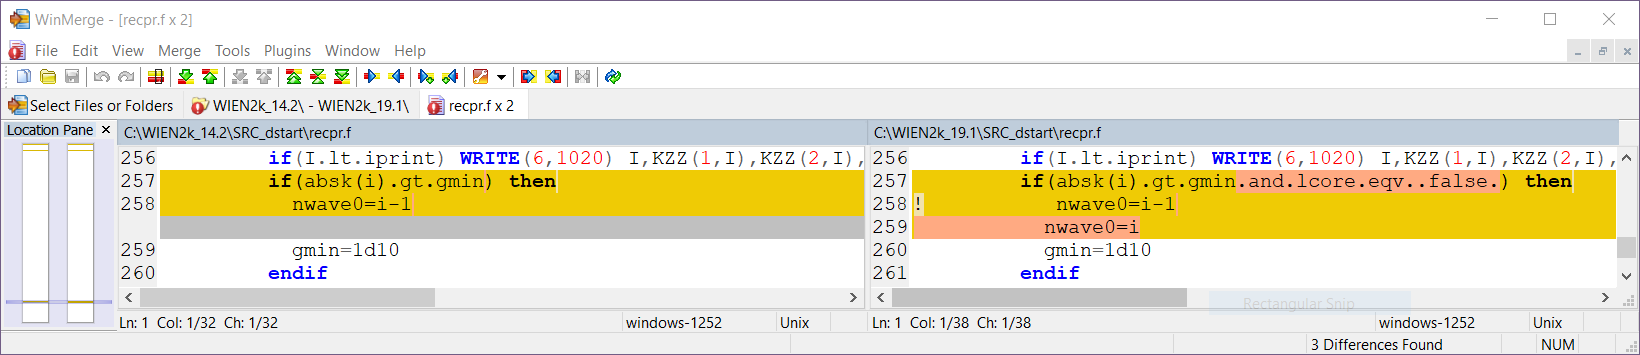 WinMerge - [recpr.f x 2]
File Edit View Merge Tools Plugins Window Help
Select Files or Folders WIEN2k_14.2\ - WIEN2k_19.1\ recpr.f x 2
Location Pane × C:\WIEN2k_14.2\SRC_dstart\recpr.f C:\WIEN2k_19.1\SRC_dstart\recpr.f
256 if(I.lt.iprint) WRITE(6,1020) I,KZZ(1,I),KZZ(2,I),
257 if(absk(i).gt.gmin) then
258 nwave0=i-1
259 gmin=1d10
260 endif
256 if(I.lt.iprint) WRITE(6,1020) I,KZZ(1,I),KZZ(2,I),
257 if(absk(i).gt.gmin.and.lcore.eqv..false.) then
258 ! nwave0=i-1
259 nwave0=i
260 gmin=1d10
261 endif
Rectangular Snip
Ln: 1 Col: 1/32 Ch: 1/32 windows-1252 Unix
Ln: 1 Col: 1/38 Ch: 1/38 windows-1252 Unix
3 Differences Found NUM